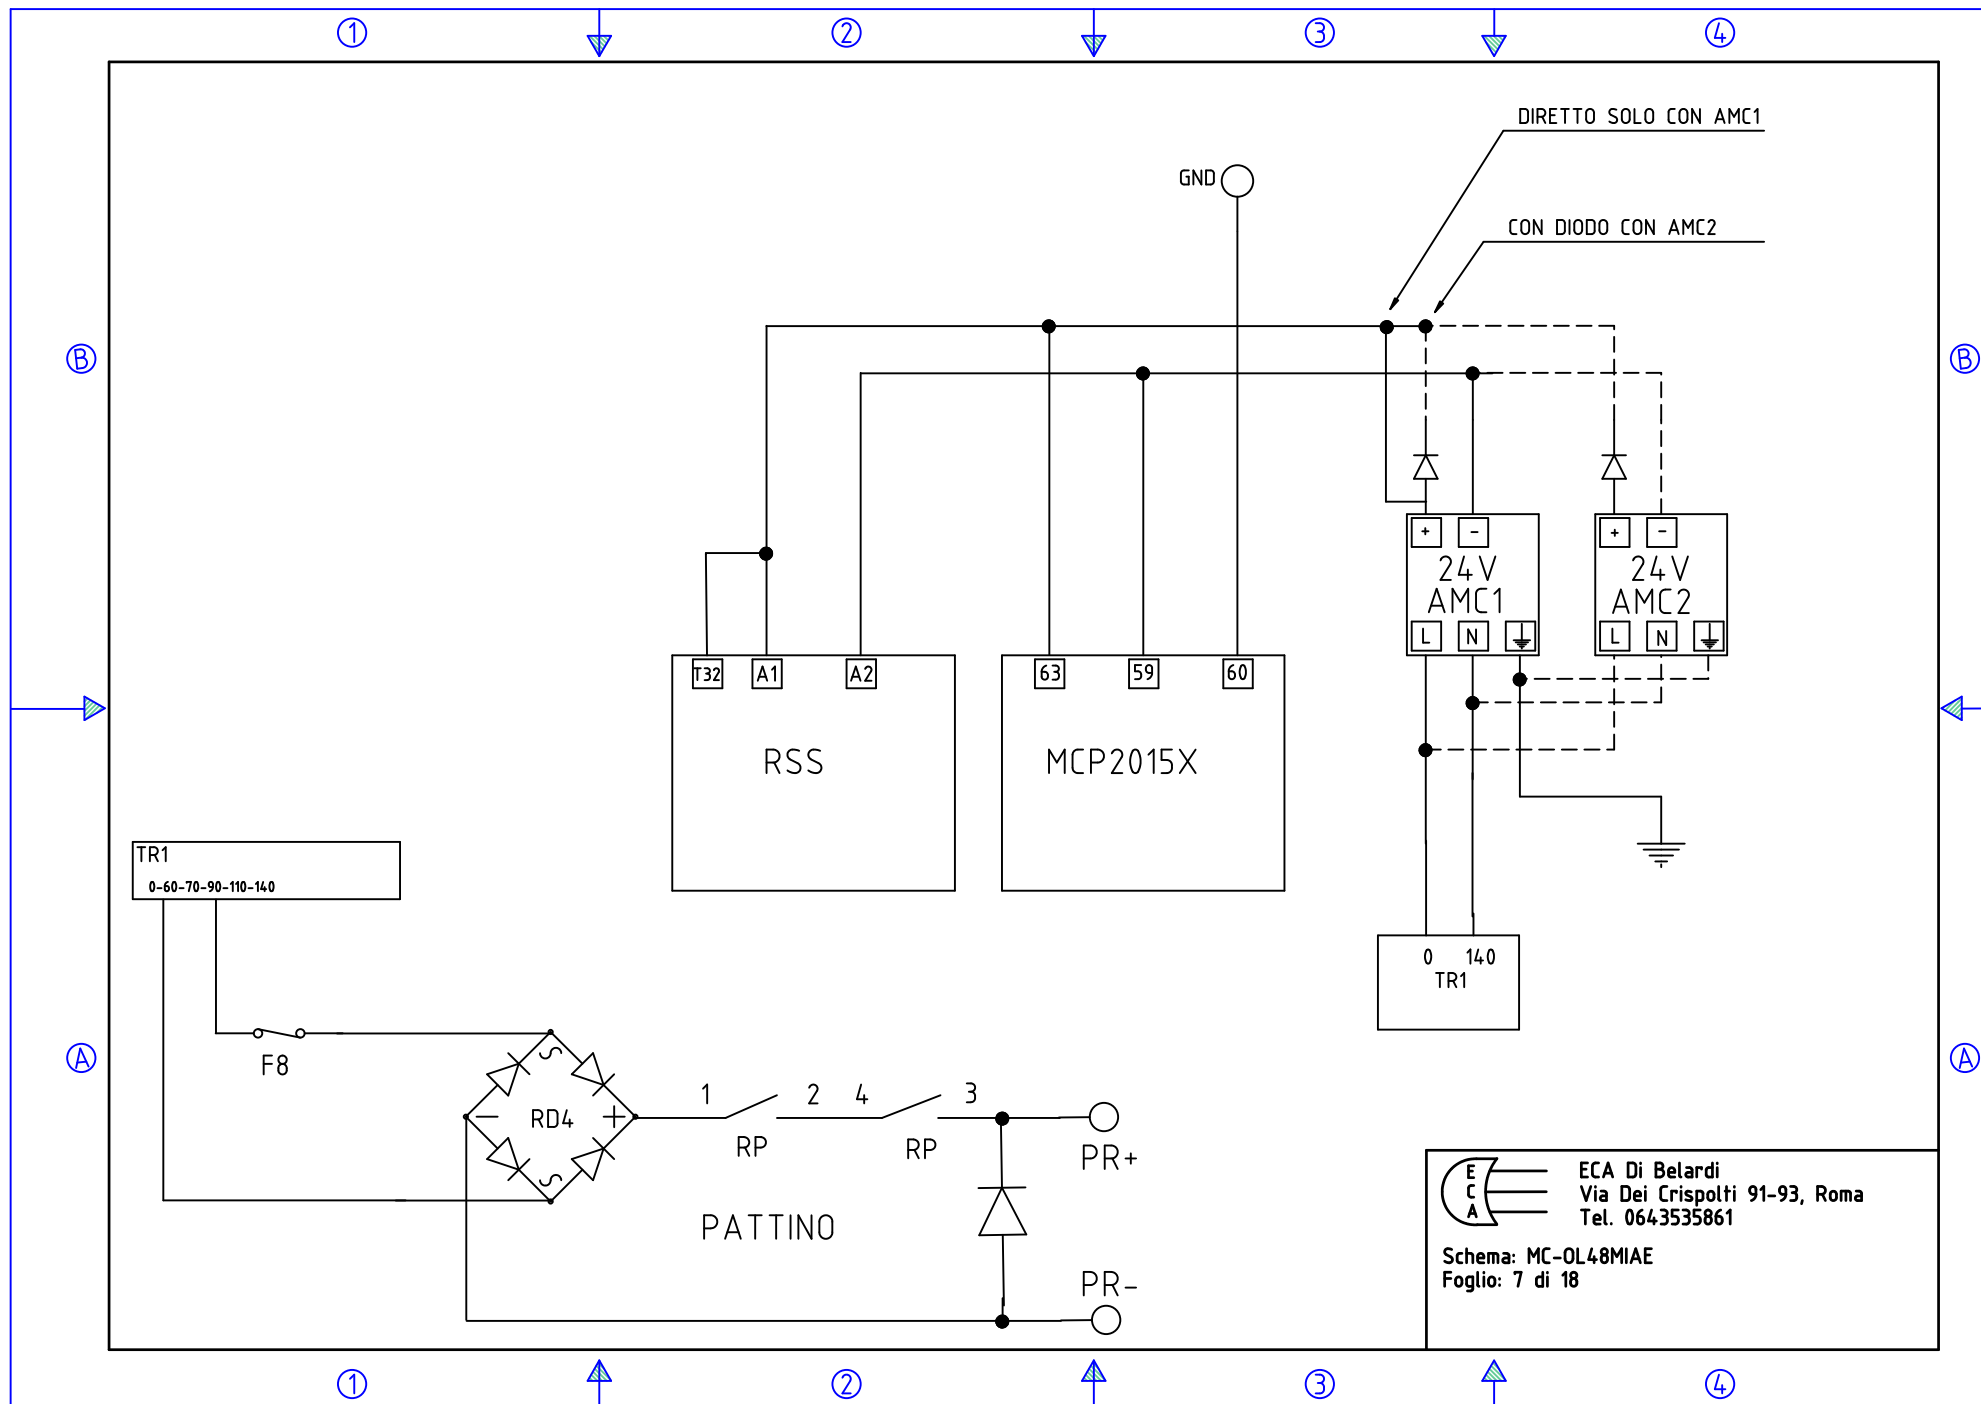 1 2 3 4
DIRETTO SOLO CON AMC1
GND
CON DIODO CON AMC2
B B
+ - + -
24V 24V
AMC1 AMC2
L N L N
T32 A1 A2 63 59 60
RSS MCP2015X
TR1
0-60-70-90-110-140
0 140
TR1
F8
A A
1 2 4 3
RD4
- +
RP RP
PR+
PATTINO
PR-
E
C
A
ECA Di Belardi
Via Dei Crispolti 91-93, Roma
Tel. 0643535861
Schema: MC-OL48MIAE
Foglio: 7 di 18
1 2 3 4